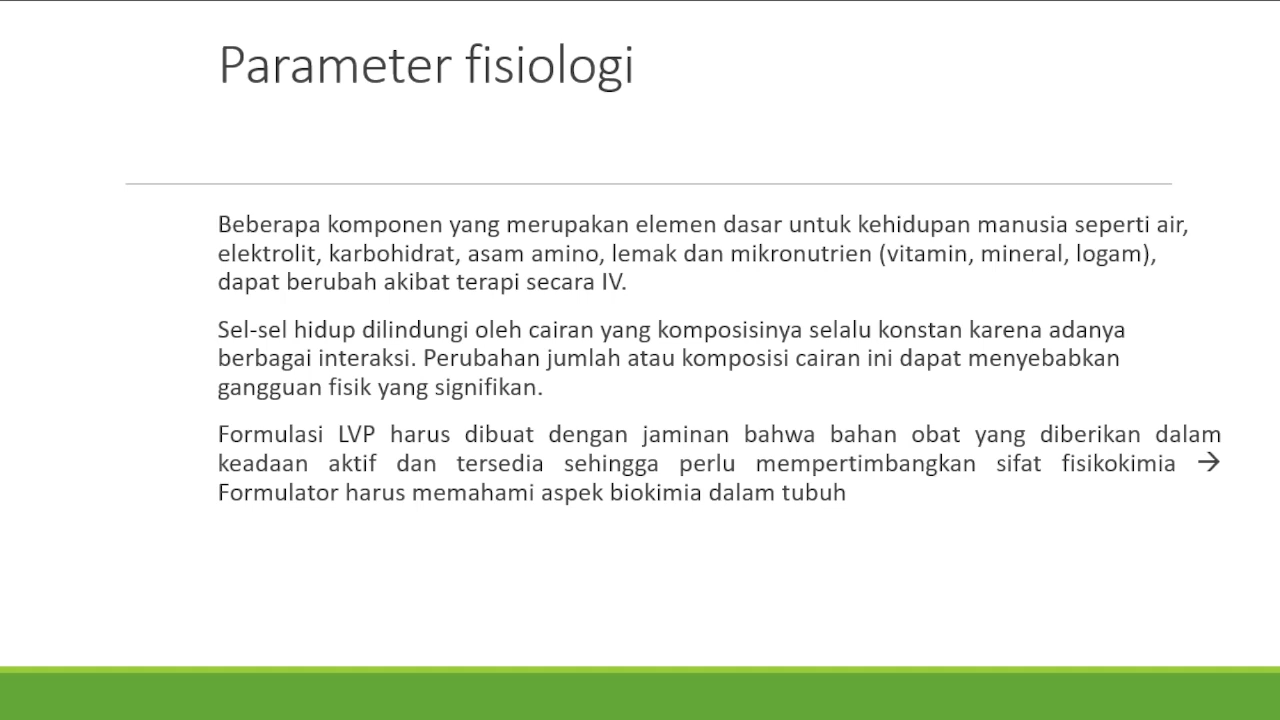 Parameter fisiologi
Beberapa komponen yang merupakan elemen dasar untuk kehidupan manusia seperti air,
elektrolit, karbohidrat, asam amino, lemak dan mikronutrien (vitamin, mineral, logam),
dapat berubah akibat terapi secara IV.
Sel-sel hidup dilindungi oleh cairan yang komposisinya selalu konstan karena adanya
berbagai interaksi. Perubahan jumlah atau komposisi cairan ini dapat menyebabkan
gangguan fisik yang signifikan.
Formulasi LVP harus dibuat dengan jaminan bahwa bahan obat yang diberikan dalam
keadaan aktif dan tersedia sehingga perlu mempertimbangkan sifat fisikokimia →
Formulator harus memahami aspek biokimia dalam tubuh